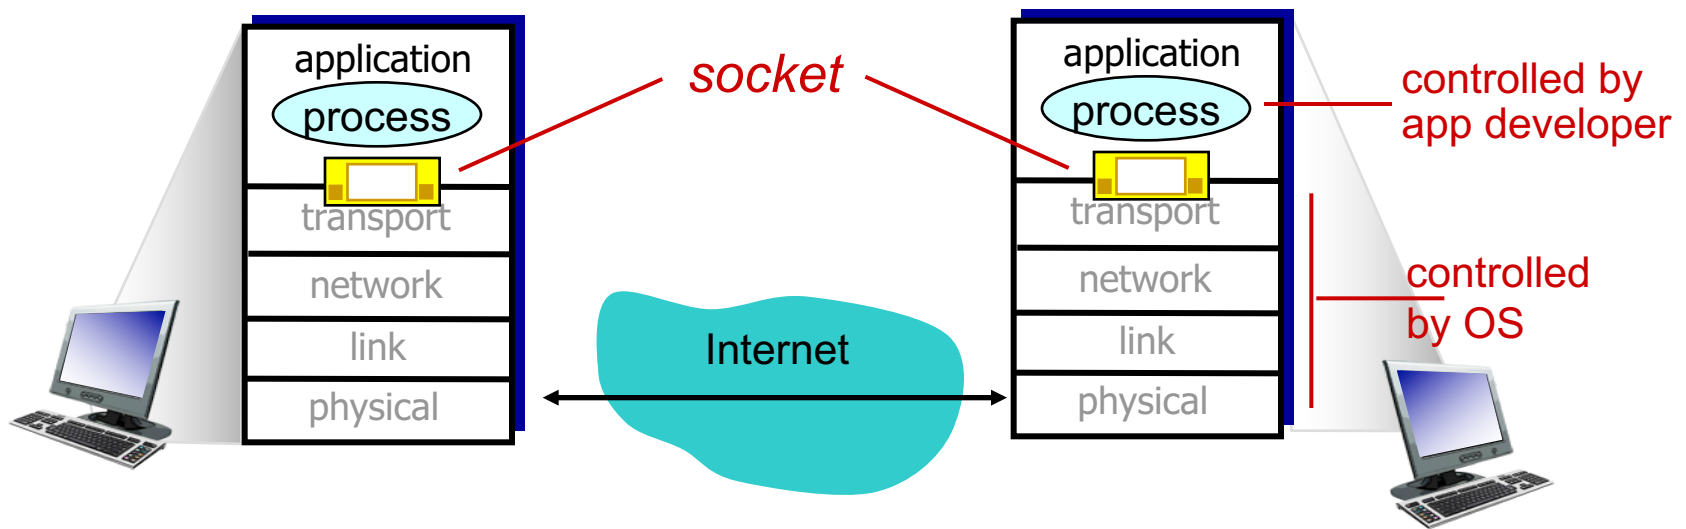 application
process
transport
network
link
physical
socket
Internet
application
process
transport
network
link
physical
controlled by
app developer
controlled
by OS